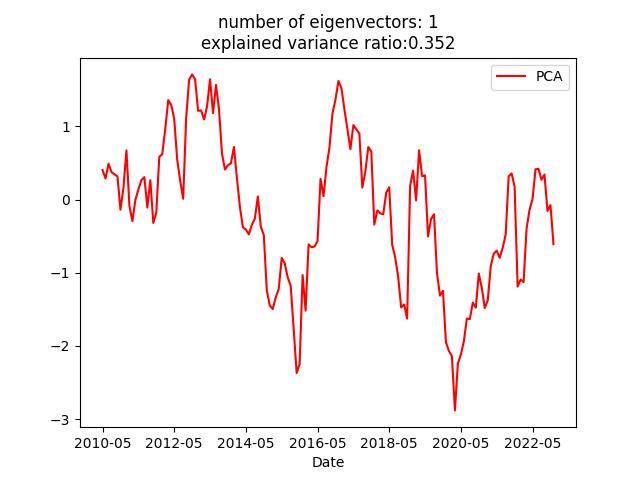 number of eigenvectors: 1
explained variance ratio:0.352
PCA
1
0
−1
−2
−3
2010-05 2012-05 2014-05 2016-05 2018-05 2020-05 2022-05
Date